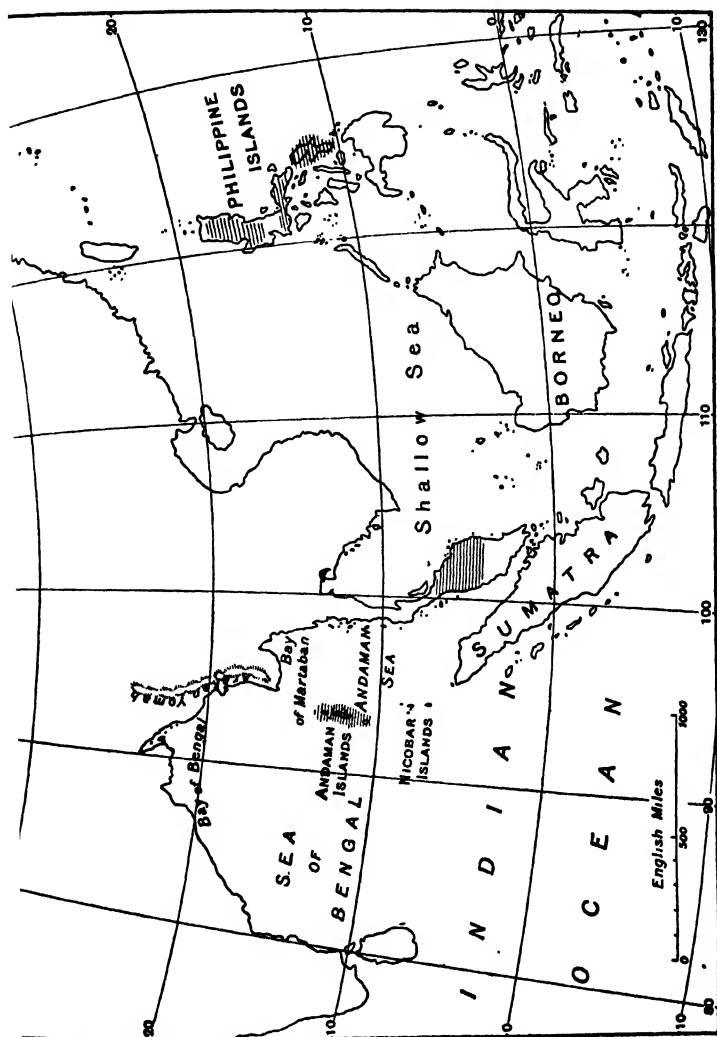 20
10
0
10
130
PHILIPPINE
ISLANDS
Shallow Sea
BORNEO
110
SUMATRA
100
Yomah
Bay
of Martaban
ANDAMAN
SEA
ANDAMAN
ISLANDS
NICOBAR
ISLANDS
Bay of Bengal
SEA
OF
BENGAL
INDIAN
OCEAN
English Miles
0 500 1000
20
10
0
10
90
80